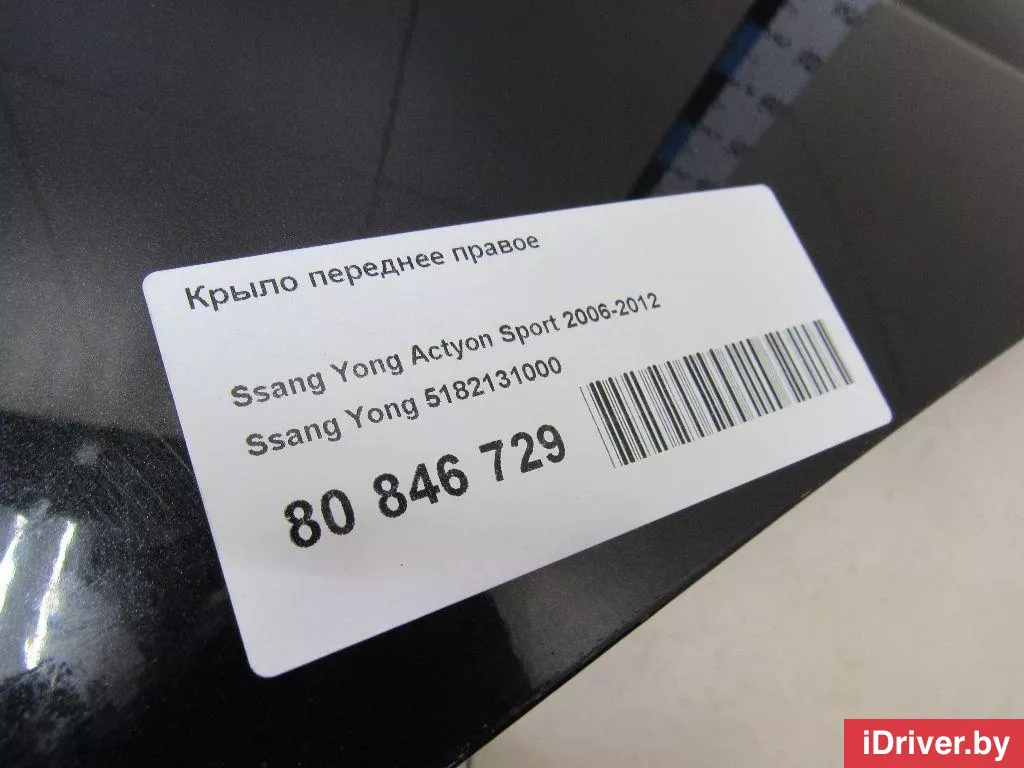 Крыло переднее правое
Ssang Yong Actyon Sport 2006-2012
Ssang Yong 5182131000
80 846 729
iDriver.by